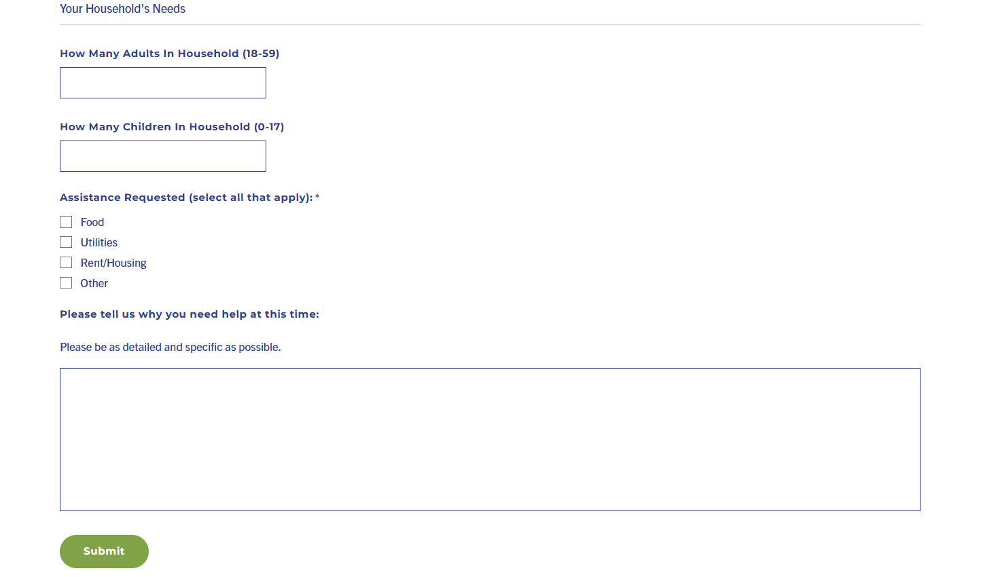 Your Household's Needs
How Many Adults In Household (18-59)
How Many Children In Household (0-17)
Assistance Requested (select all that apply): *
Food
Utilities
Rent/Housing
Other
Please tell us why you need help at this time:
Please be as detailed and specific as possible.
Submit